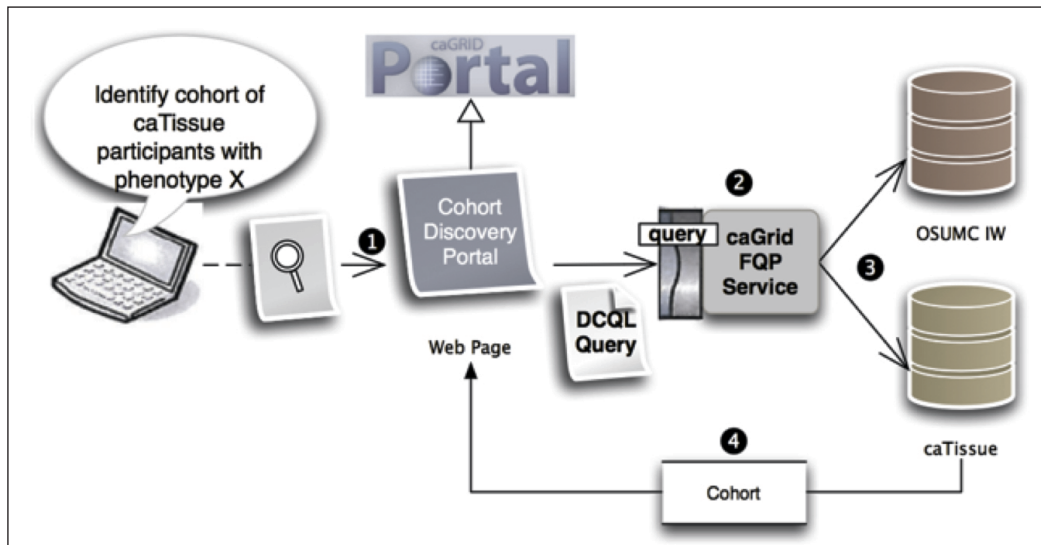 caGRID
Portal
Identify cohort of
caTissue
participants with
phenotype X
1
Cohort
Discovery
Portal
Web Page
DCQL
Query
2
query
caGrid
FQP
Service
3
OSUMC IW
caTissue
4
Cohort